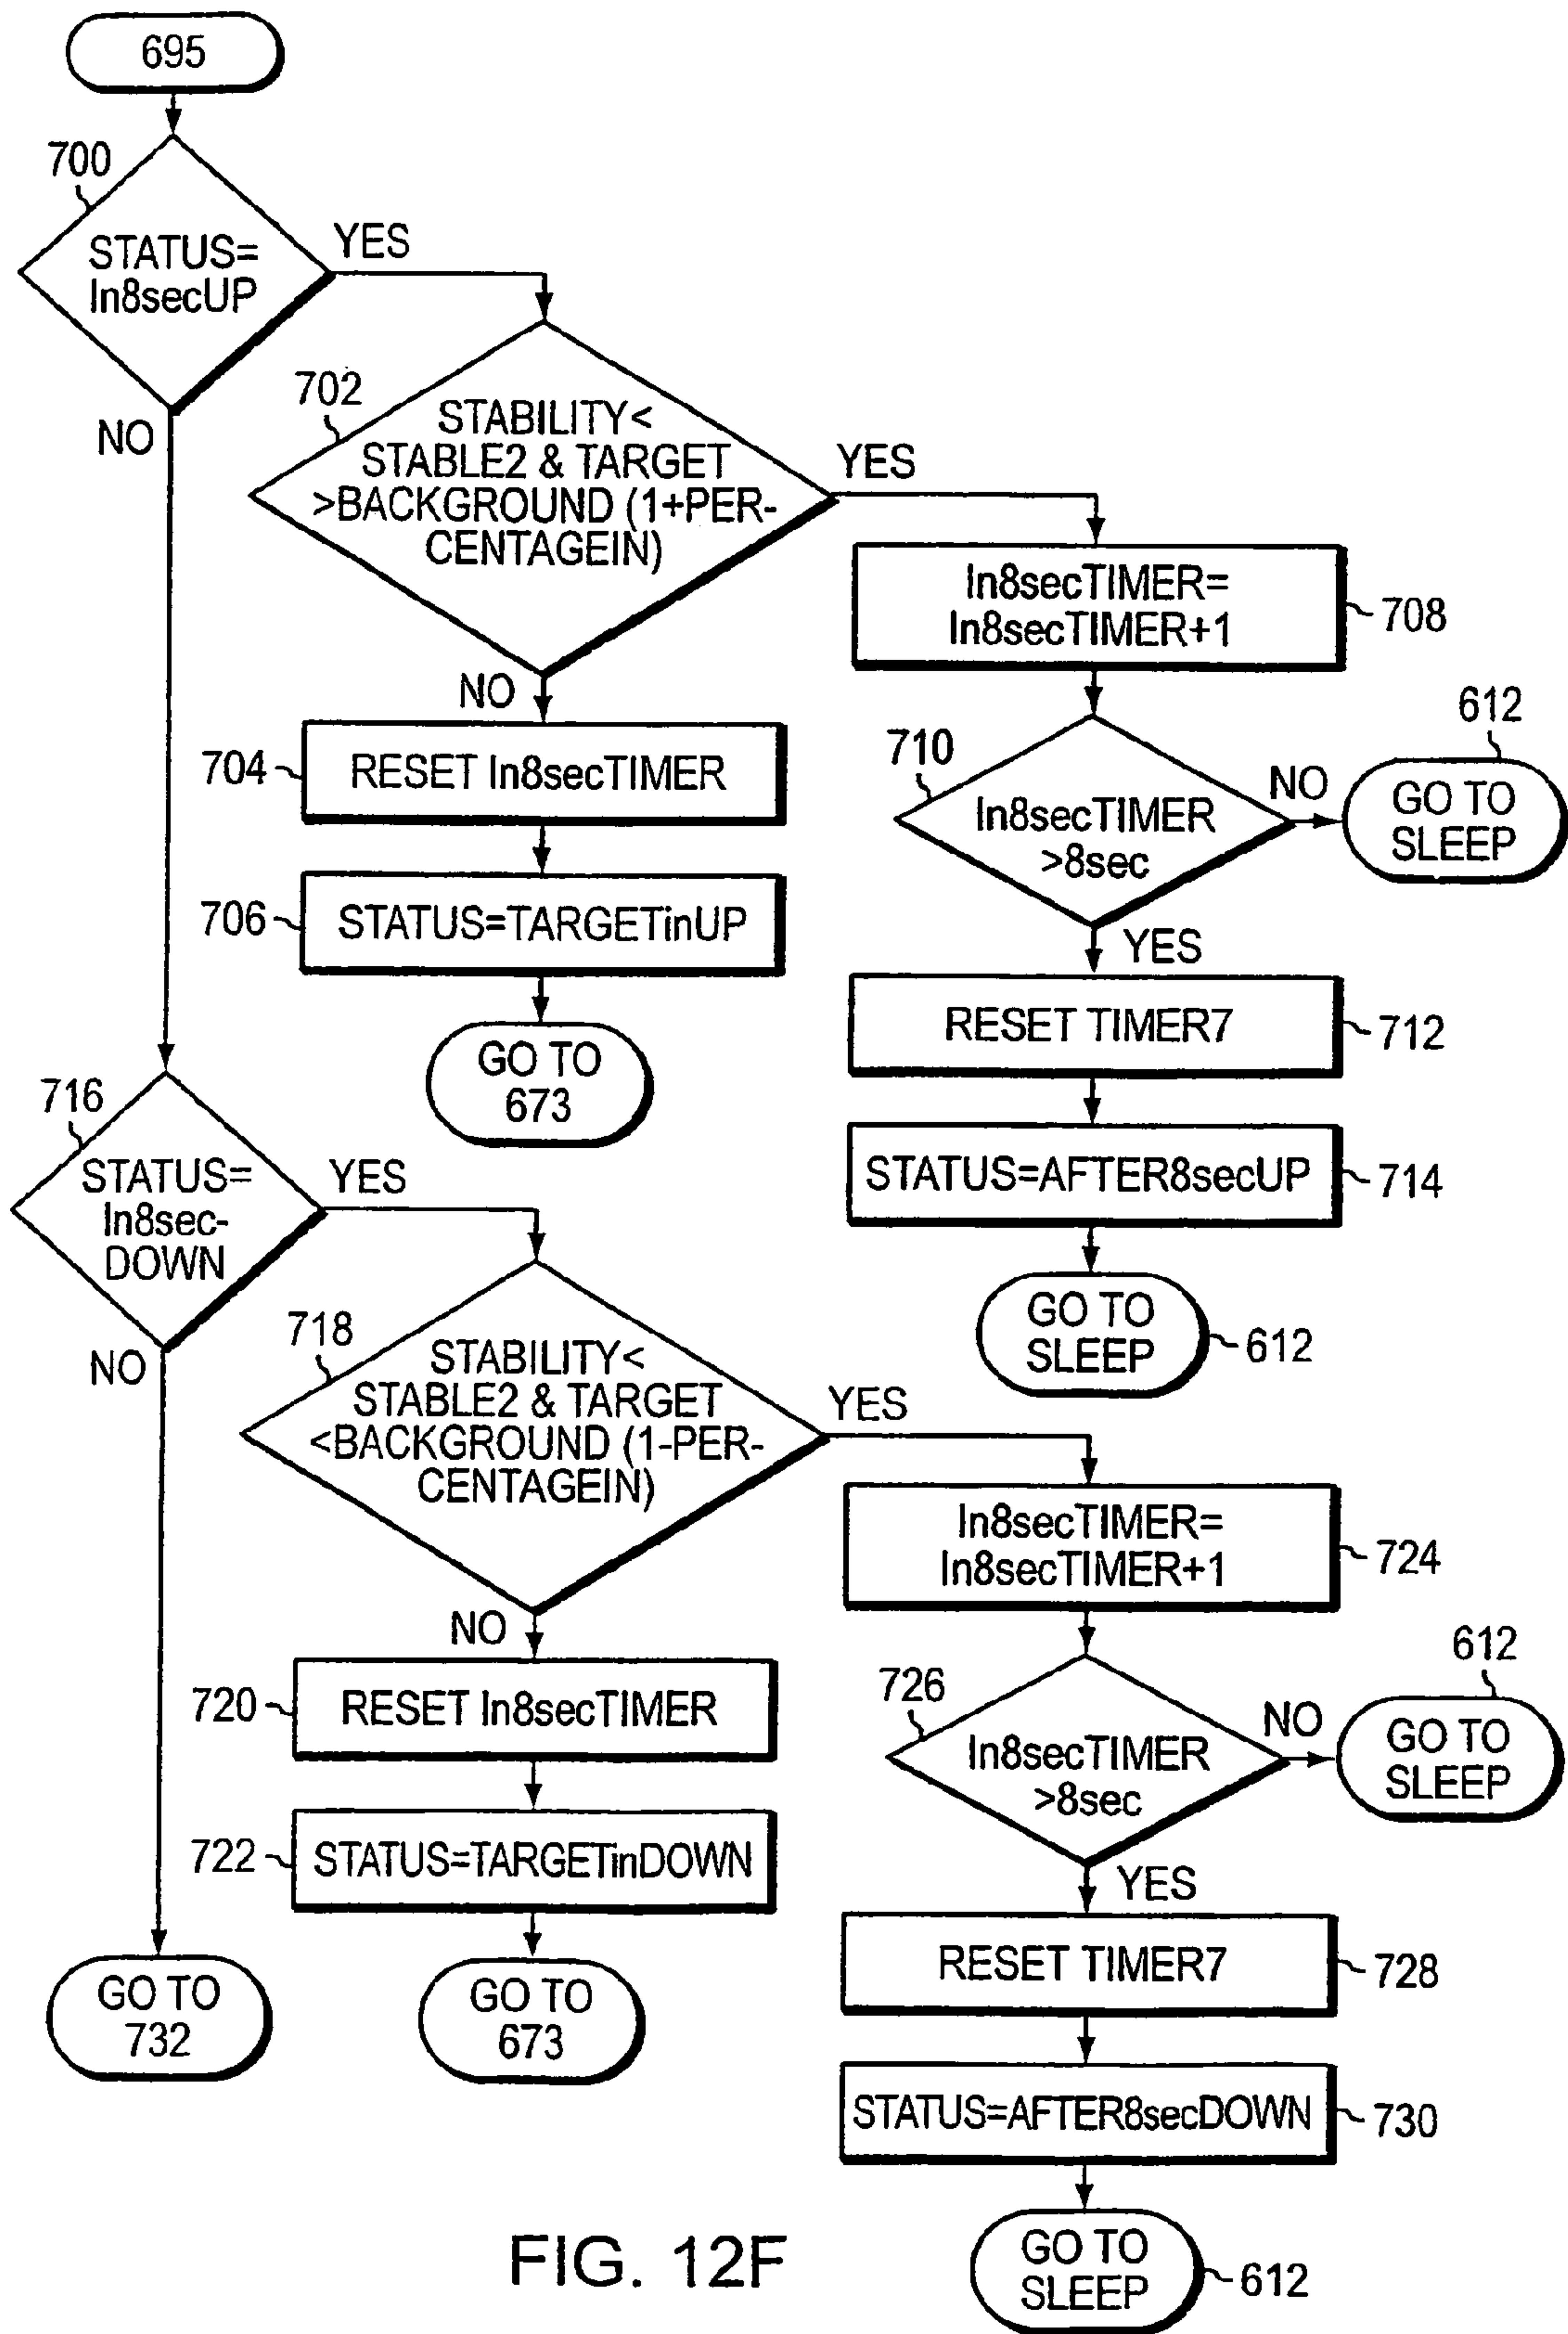 695
700
STATUS=
In8secUP
YES
NO
702
STABILITY<
STABLE2 & TARGET
>BACKGROUND (1+PER-
CENTAGEIN)
YES
NO
704
RESET In8secTIMER
706
STATUS=TARGETinUP
GO TO
673
In8secTIMER=
In8secTIMER+1
708
710
In8secTIMER
>8sec
NO
612
GO TO
SLEEP
YES
RESET TIMER7
712
STATUS=AFTER8secUP
714
GO TO
SLEEP
612
716
STATUS=
In8sec-
DOWN
YES
NO
718
STABILITY<
STABLE2 & TARGET
<BACKGROUND (1-PER-
CENTAGEIN)
YES
NO
720
RESET In8secTIMER
722
STATUS=TARGETinDOWN
GO TO
732
GO TO
673
In8secTIMER=
In8secTIMER+1
724
726
In8secTIMER
>8sec
NO
612
GO TO
SLEEP
YES
RESET TIMER7
728
STATUS=AFTER8secDOWN
730
GO TO
SLEEP
612
FIG. 12F